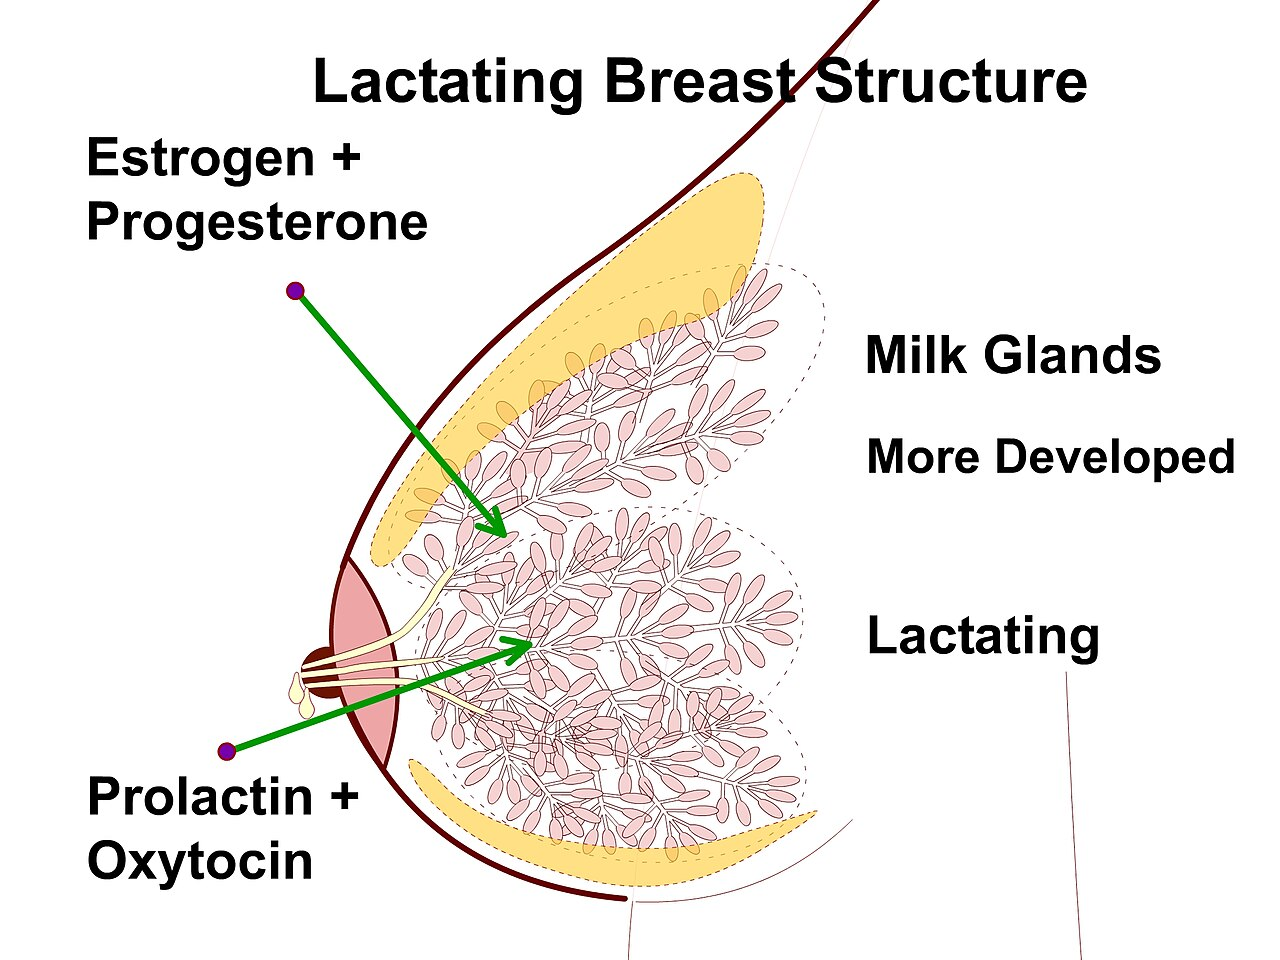 Lactating Breast Structure
Estrogen +
Progesterone
Milk Glands
More Developed
Lactating
Prolactin +
Oxytocin